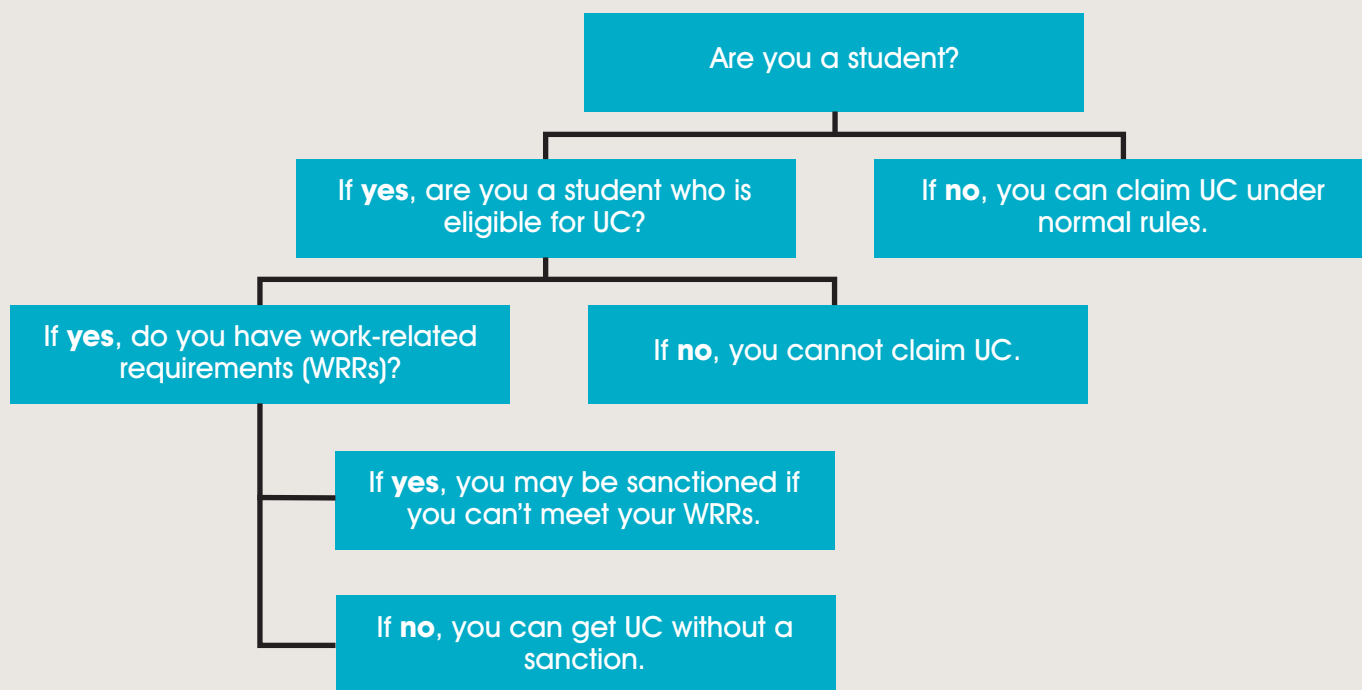 Are you a student?
If yes, are you a student who is
eligible for UC?
If no, you can claim UC under
normal rules.
If yes, do you have work-related
requirements (WRRs)?
If no, you cannot claim UC.
If yes, you may be sanctioned if
you can't meet your WRRs.
If no, you can get UC without a
sanction.